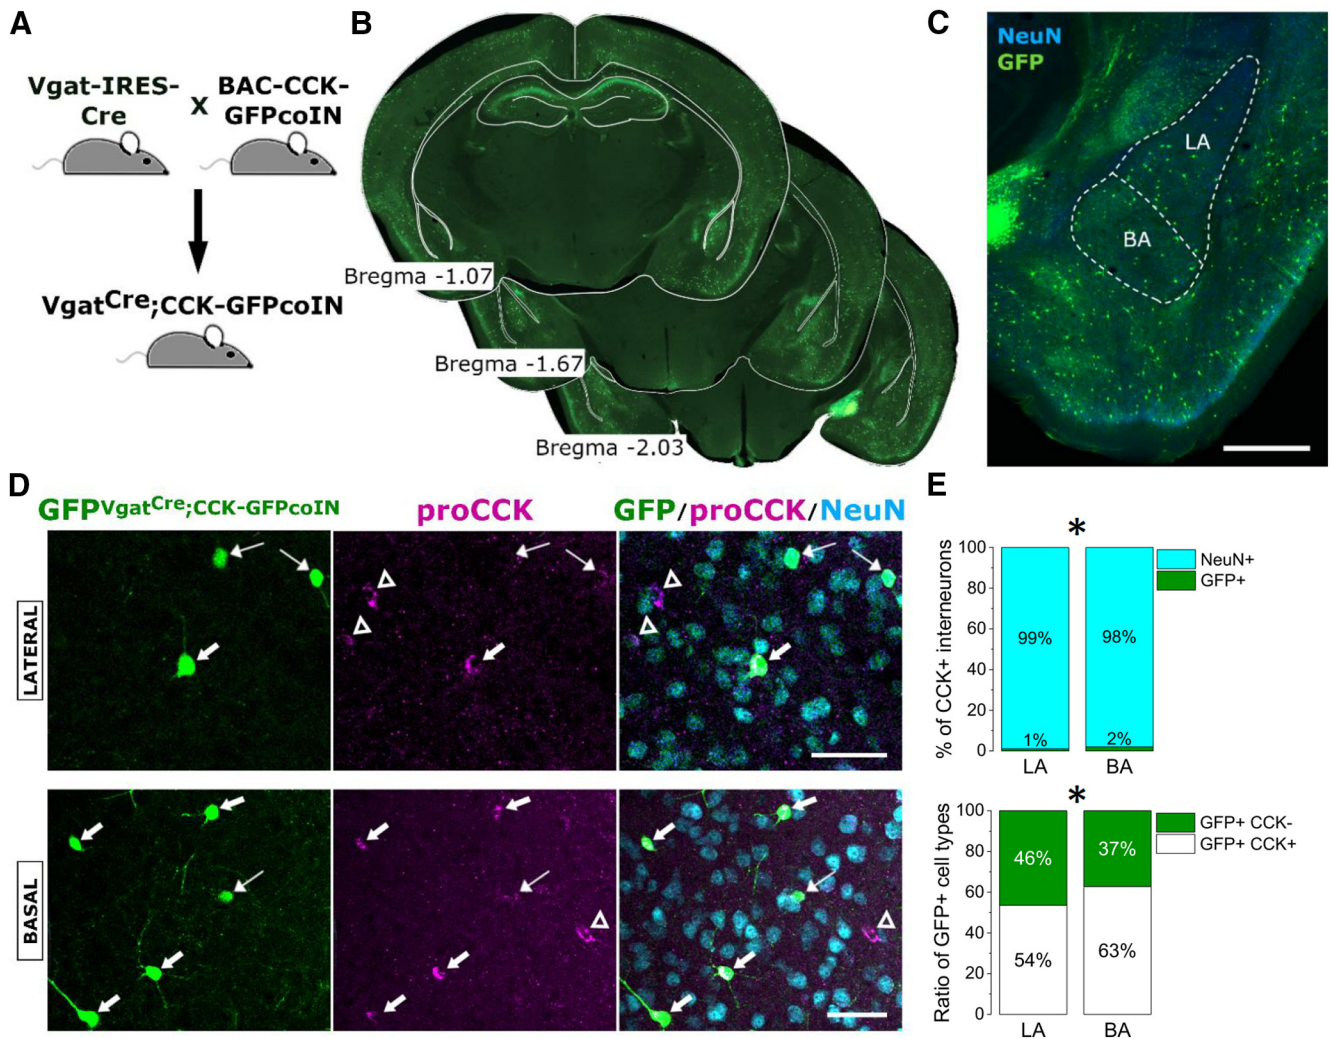 A
Vgat-IRES-
Cre
X
BAC-CCK-
GFPcoIN
VgatCre;CCK-GFPcoIN
B
Bregma -1.07
Bregma -1.67
Bregma -2.03
C
NeuN
GFP
LA
BA
D
GFPVgatCre;CCK-GFPcoIN
proCCK
GFP/proCCK/NeuN
LATERAL
BASAL
E
*
% of CCK+ interneurons
100
80
60
40
20
0
99%
98%
1%
2%
LA
BA
NeuN+
GFP+
*
Ratio of GFP+ cell types
100
80
60
40
20
0
46%
37%
54%
63%
LA
BA
GFP+ CCK-
GFP+ CCK+